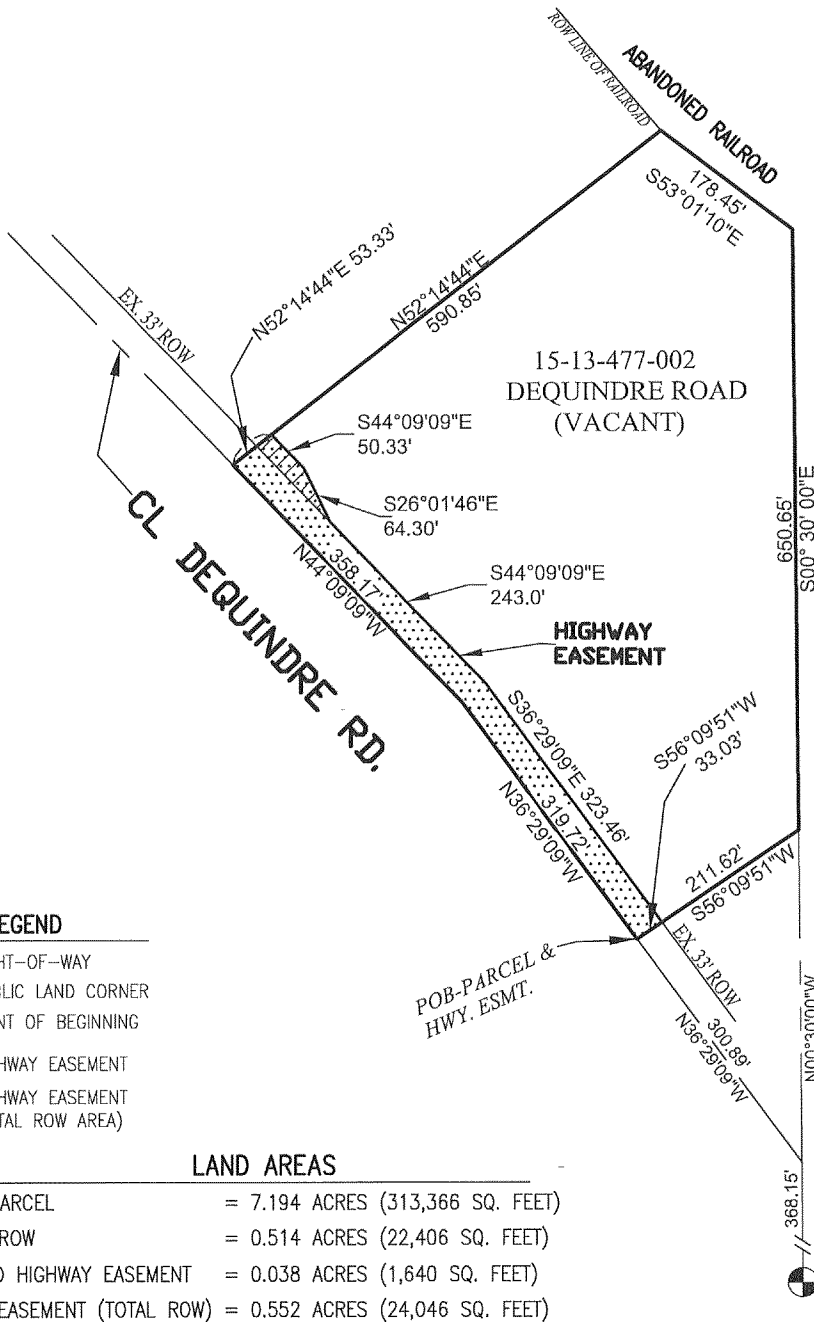 ROW LINE OF RAILROAD
ABANDONED RAILROAD
178.45'
S53°01'10"E
N52°14'44"E 53.33'
EX. 33' ROW
N52°14'44"E
590.85'
15-13-477-002
DEQUINDRE ROAD
(VACANT)
S44°09'09"E
50.33'
S26°01'46"E
64.30'
650.65'
S00° 30' 00"E
CL DEQUINDRE RD.
358.17'
N44°09'09"W
S44°09'09"E
243.0'
HIGHWAY
EASEMENT
S36°29'09"E 323.46'
S56°09'51"W
33.03'
319.72'
N36°29'09"W
211.62'
S56°09'51"W
POB-PARCEL &
HWY. ESMT.
EX. 33' ROW
300.89'
N36°29'09"W
N00°30'00"W
368.15'
EGEND
HT-OF-WAY
LIC LAND CORNER
NT OF BEGINNING
HWAY EASEMENT
HWAY EASEMENT
TAL ROW AREA)
LAND AREAS
ARCEL = 7.194 ACRES (313,366 SQ. FEET)
ROW = 0.514 ACRES (22,406 SQ. FEET)
D HIGHWAY EASEMENT = 0.038 ACRES (1,640 SQ. FEET)
EASEMENT (TOTAL ROW) = 0.552 ACRES (24,046 SQ. FEET)